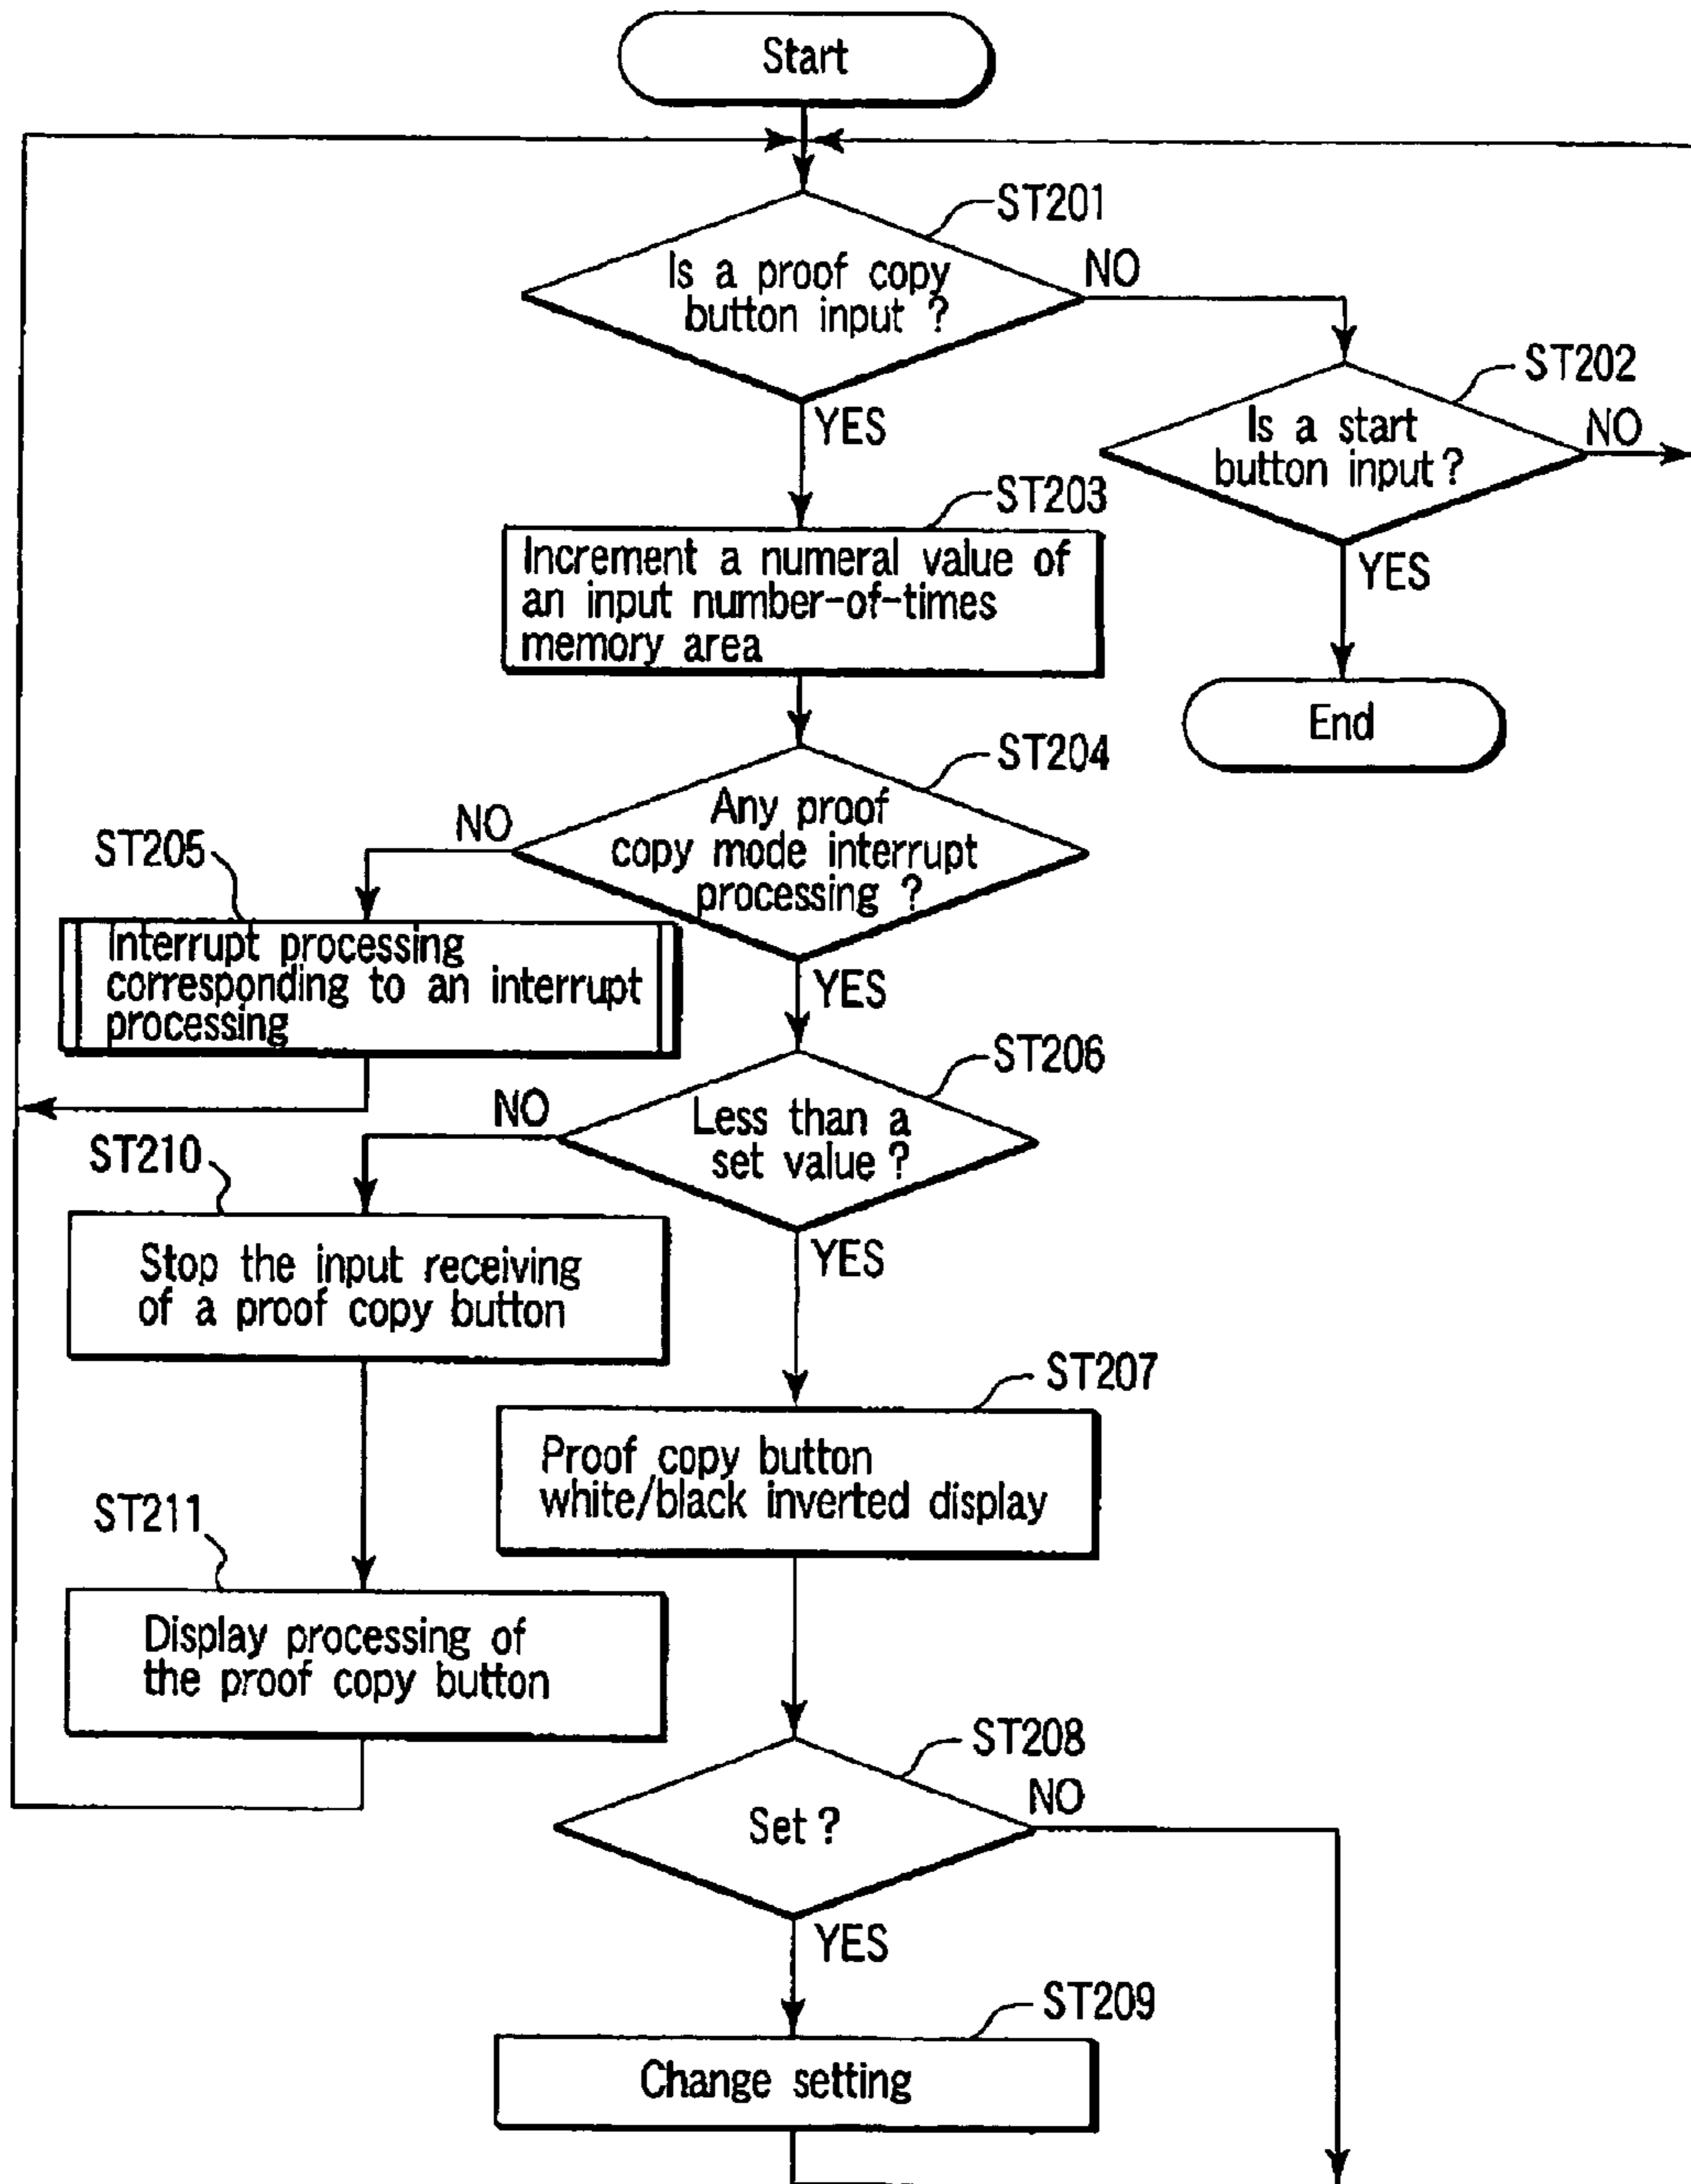 Start
ST201
Is a proof copy
button input ?
NO
YES
ST202
Is a start
button input ?
NO
YES
End
ST203
Increment a numeral value of
an input number-of-times
memory area
ST204
Any proof
copy mode interrupt
processing ?
NO
YES
ST205
Interrupt processing
corresponding to an interrupt
processing
ST206
Less than a
set value ?
NO
YES
ST210
Stop the input receiving
of a proof copy button
ST207
Proof copy button
white/black inverted display
ST211
Display processing of
the proof copy button
ST208
Set ?
NO
YES
ST209
Change setting